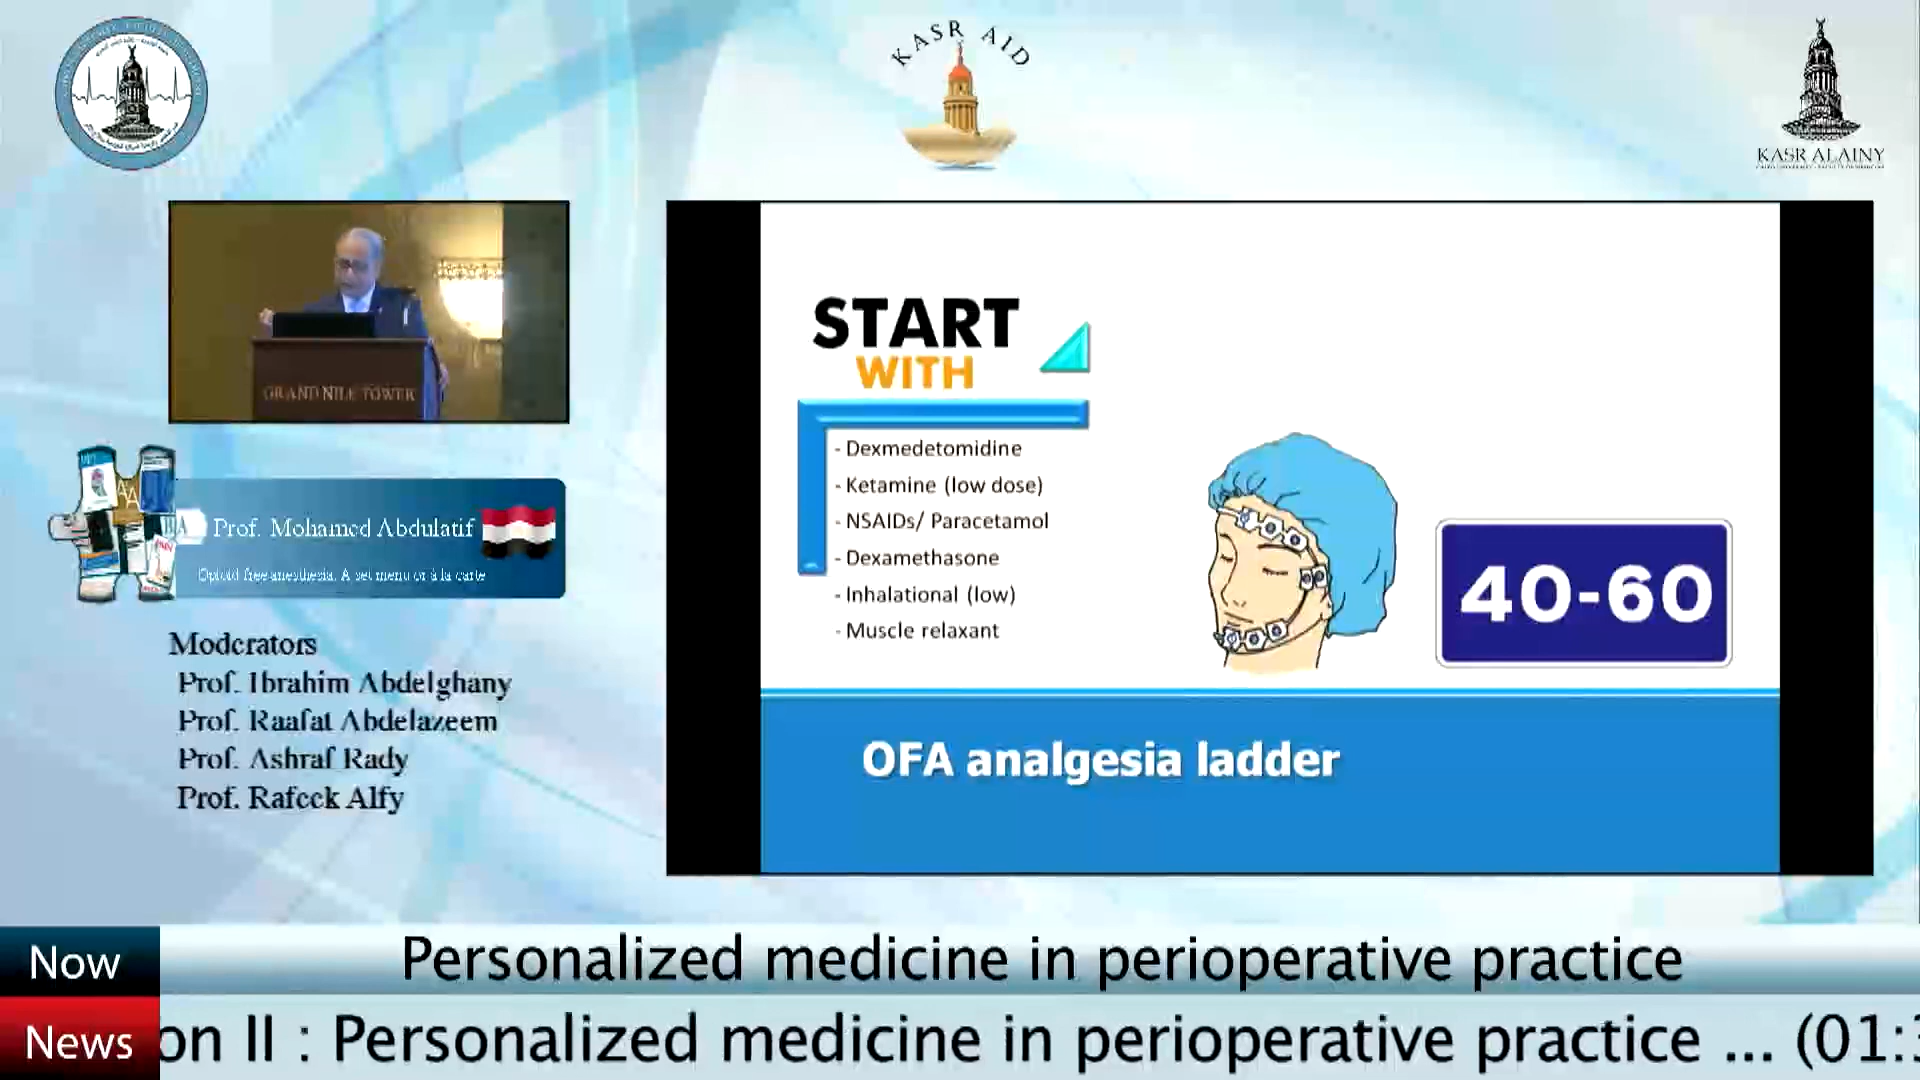 KASR AID
KASR ALAINY
START
WITH
- Dexmedetomidine
- Ketamine (low dose)
- NSAIDs/ Paracetamol
- Dexamethasone
- Inhalational (low)
- Muscle relaxant
40-60
OFA analgesia ladder
GRAND NILE TOWER
Prof. Mohamed Abdulatif
Opioid free anesthesia. A set menu or à la carte
Moderators
Prof. Ibrahim Abdelghany
Prof. Raafat Abdelazeem
Prof. Ashraf Rady
Prof. Rafeek Alfy
Now
Personalized medicine in perioperative practice
News
on II : Personalized medicine in perioperative practice ... (01:3